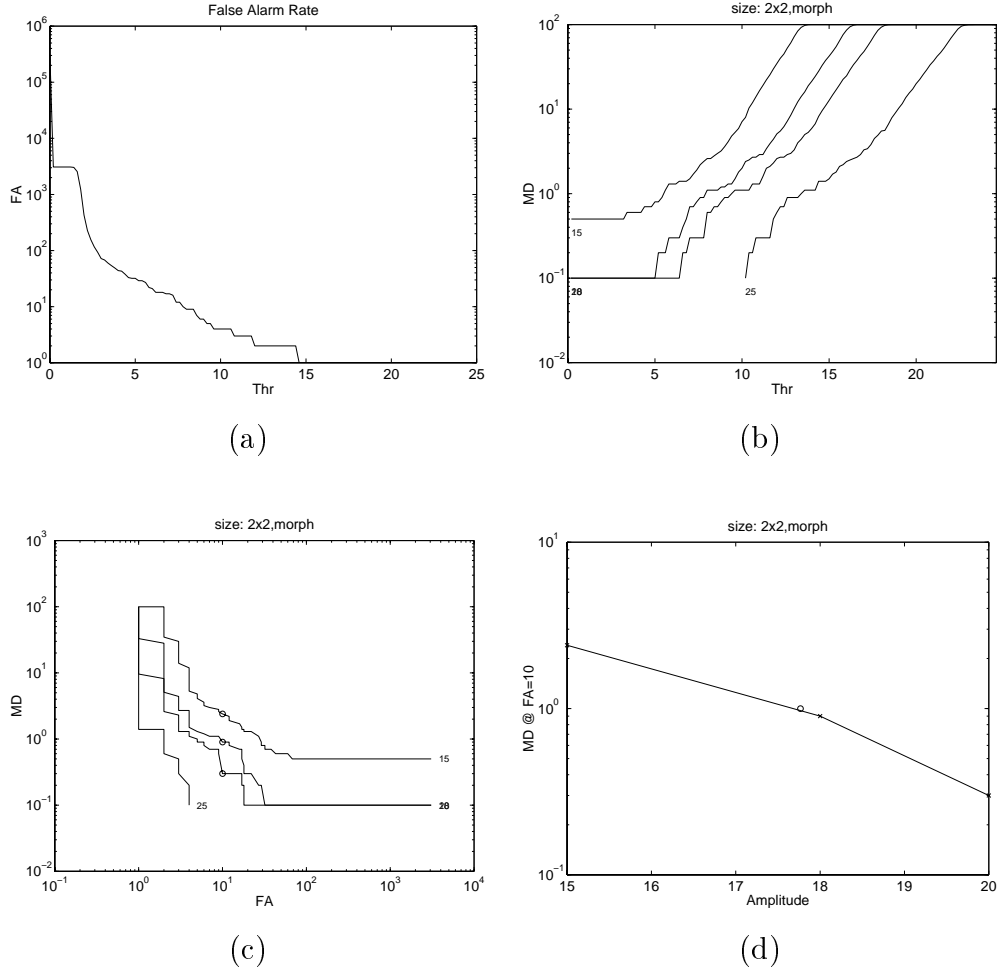 False Alarm Rate
FA
10^6
10^5
10^4
10^3
10^2
10^1
10^0
0 5 10 15 20 25
Thr
(a)
size: 2x2,morph
MD
10^2
10^1
10^0
10^-1
10^-2
15
25
0 5 10 15 20
Thr
(b)
size: 2x2,morph
MD
10^3
10^2
10^1
10^0
10^-1
10^-2
15
25
10^-1 10^0 10^1 10^2 10^3 10^4
FA
(c)
size: 2x2,morph
MD @ FA=10
10^1
10^0
10^-1
15 16 17 18 19 20
Amplitude
(d)